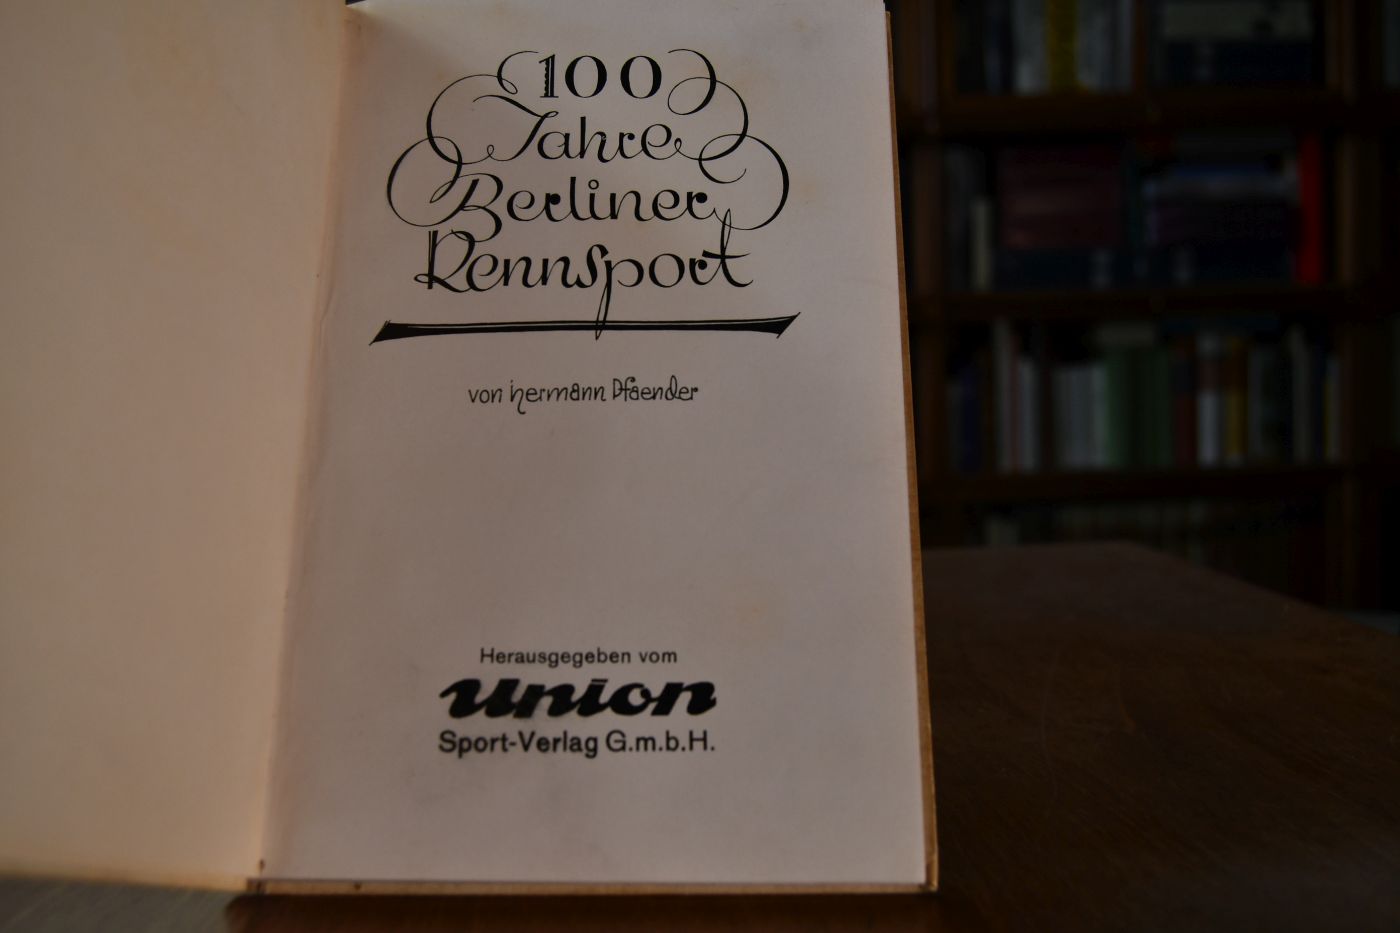 100
Jahre
Berliner
Rennsport
von hermann Pfaender
Herausgegeben vom
union
Sport-Verlag G.m.b.H.